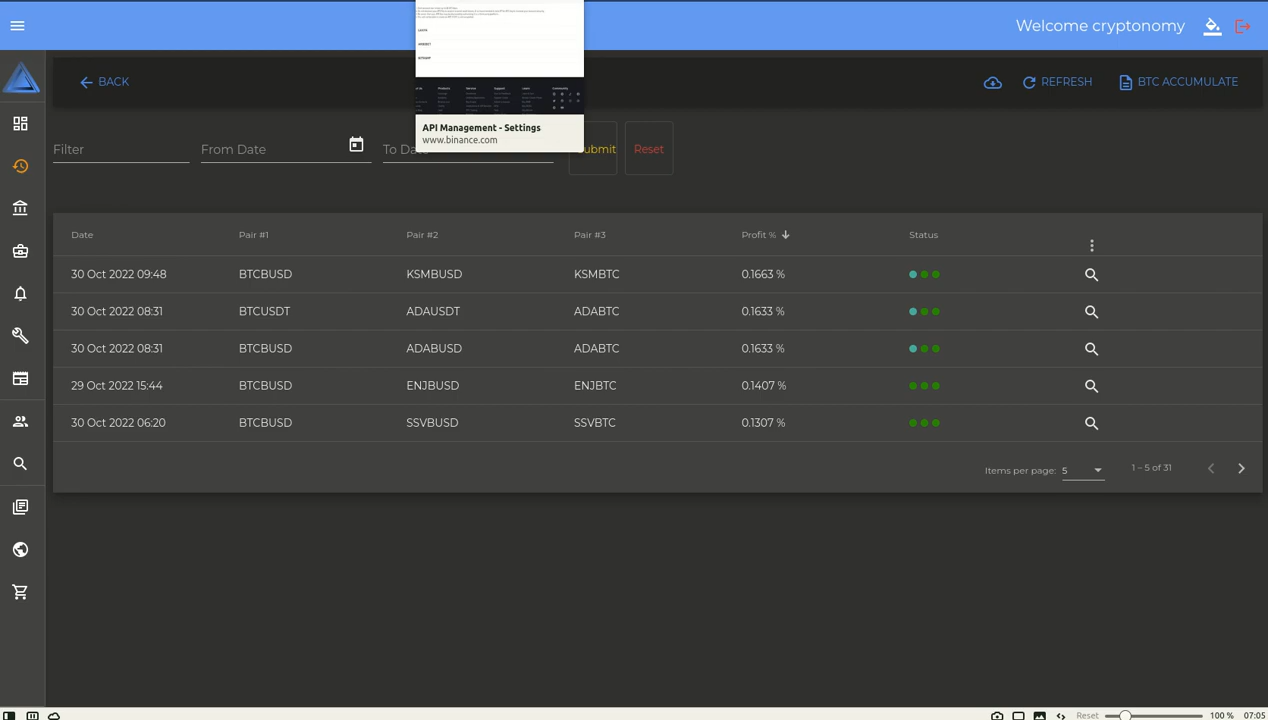 Welcome cryptonomy
BACK
REFRESH
BTC ACCUMULATE
API Management - Settings
www.binance.com
Filter
From Date
To Da
ubmit
Reset
Date Pair #1 Pair #2 Pair #3 Profit % Status
30 Oct 2022 09:48 BTCBUSD KSMBUSD KSMBTC 0.1663 %
30 Oct 2022 08:31 BTCUSDT ADAUSDT ADABTC 0.1633 %
30 Oct 2022 08:31 BTCBUSD ADABUSD ADABTC 0.1633 %
29 Oct 2022 15:44 BTCBUSD ENJBUSD ENJBTC 0.1407 %
30 Oct 2022 06:20 BTCBUSD SSVBUSD SSVBTC 0.1307 %
Items per page: 5 1 – 5 of 31
Reset 100 % 07:05